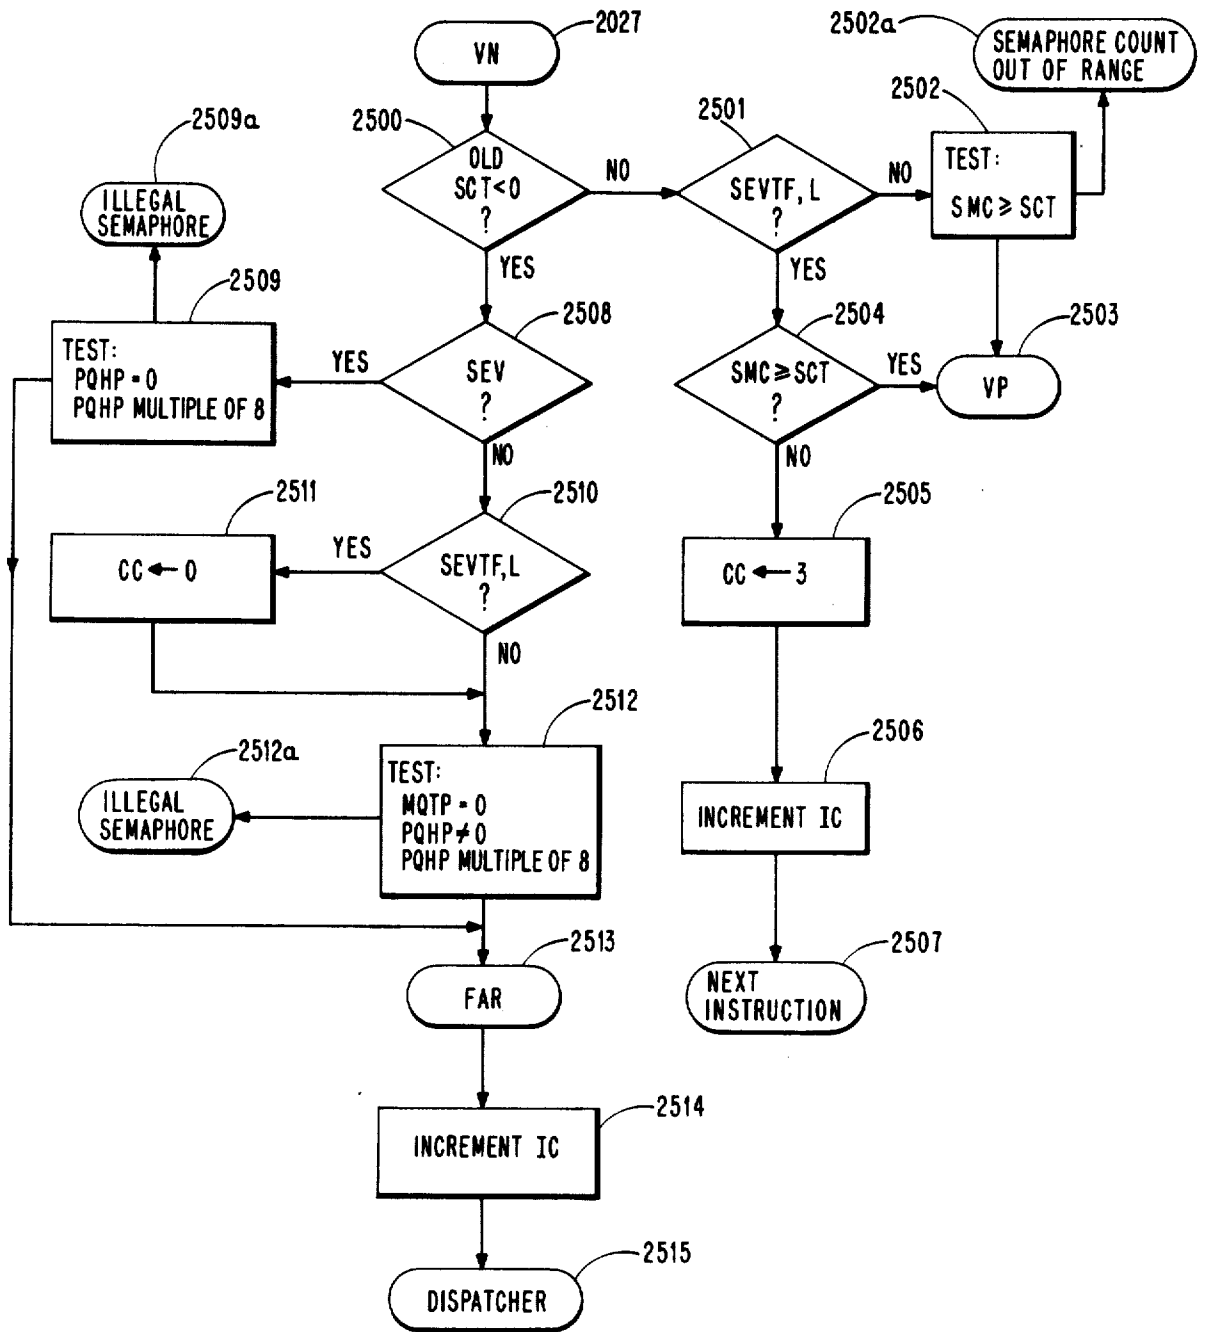 VN
2027
2502a
SEMAPHORE COUNT
OUT OF RANGE
2509a
2500
2501
2502
OLD
SCT<0
?
NO
SEVTF, L
?
NO
TEST:
SMC ≥ SCT
ILLEGAL
SEMAPHORE
YES
YES
2509
2508
2504
2503
TEST:
PQHP = 0
PQHP MULTIPLE OF 8
YES
SEV
?
SMC ≥ SCT
?
YES
VP
NO
NO
2511
2510
2505
CC ← 0
YES
SEVTF, L
?
CC ← 3
NO
2512
2512a
2506
ILLEGAL
SEMAPHORE
TEST:
MQTP = 0
PQHP ≠ 0
PQHP MULTIPLE OF 8
INCREMENT IC
2513
2507
FAR
NEXT
INSTRUCTION
2514
INCREMENT IC
2515
DISPATCHER